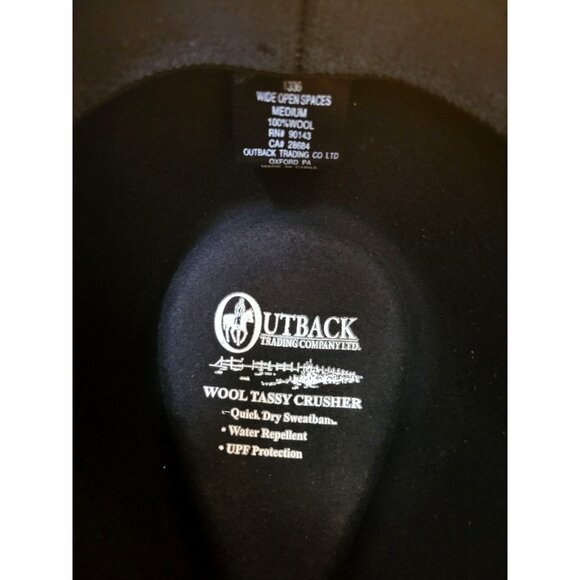 1336
WIDE OPEN SPACES
MEDIUM
100%WOOL
RN# 90143
CA# 28684
OUTBACK TRADING CO LTD
OXFORD PA
OUTBACK
TRADING COMPANY LTD.
WOOL TASSY CRUSHER
Quick Dry
• Water Repellent
• UPF Protection